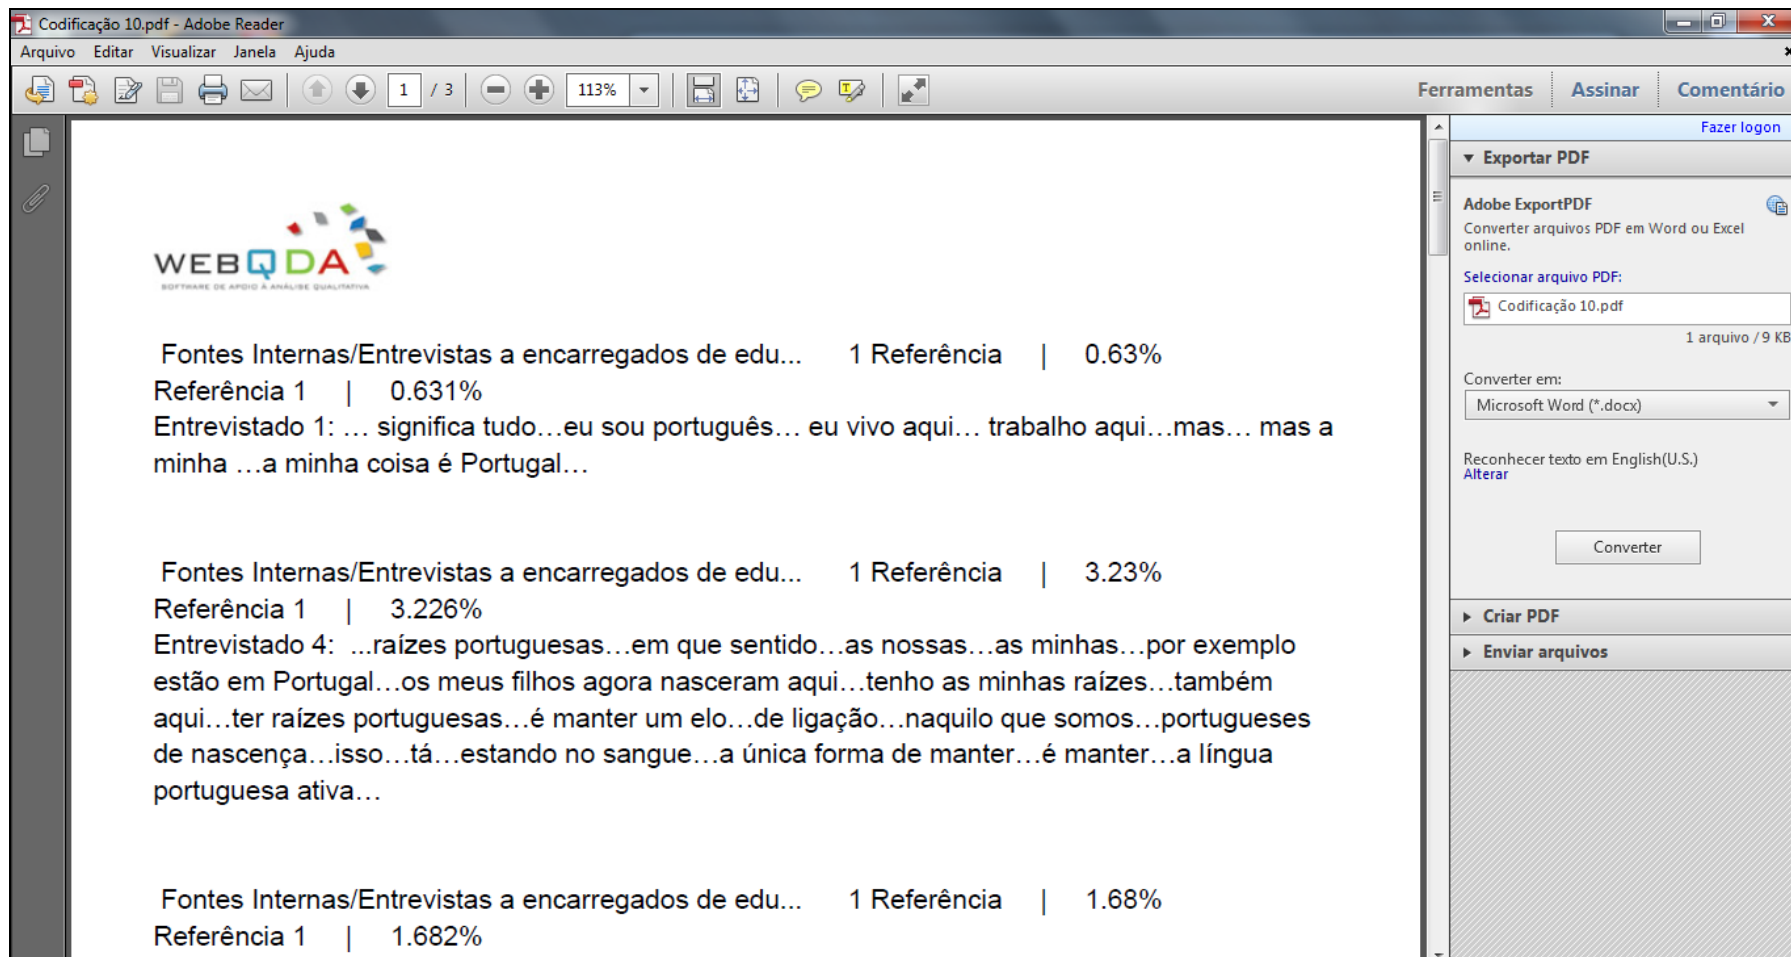 Codificação 10.pdf - Adobe Reader
Arquivo Editar Visualizar Janela Ajuda
1 / 3 113% Ferramentas Assinar Comentário
Fazer logon
WEBQDA
SOFTWARE DE APOIO À ANÁLISE QUALITATIVA
Fontes Internas/Entrevistas a encarregados de edu... 1 Referência | 0.63%
Referência 1 | 0.631%
Entrevistado 1: … significa tudo…eu sou português… eu vivo aqui… trabalho aqui…mas… mas a
minha …a minha coisa é Portugal…
Fontes Internas/Entrevistas a encarregados de edu... 1 Referência | 3.23%
Referência 1 | 3.226%
Entrevistado 4: ...raízes portuguesas…em que sentido…as nossas…as minhas…por exemplo
estão em Portugal…os meus filhos agora nasceram aqui…tenho as minhas raízes…também
aqui…ter raízes portuguesas…é manter um elo…de ligação…naquilo que somos…portugueses
de nascença…isso…tá…estando no sangue…a única forma de manter…é manter…a língua
portuguesa ativa…
Fontes Internas/Entrevistas a encarregados de edu... 1 Referência | 1.68%
Referência 1 | 1.682%
Exportar PDF
Adobe ExportPDF
Converter arquivos PDF em Word ou Excel
online.
Selecionar arquivo PDF:
Codificação 10.pdf
1 arquivo / 9 KB
Converter em:
Microsoft Word (*.docx)
Reconhecer texto em English(U.S.)
Alterar
Converter
Criar PDF
Enviar arquivos